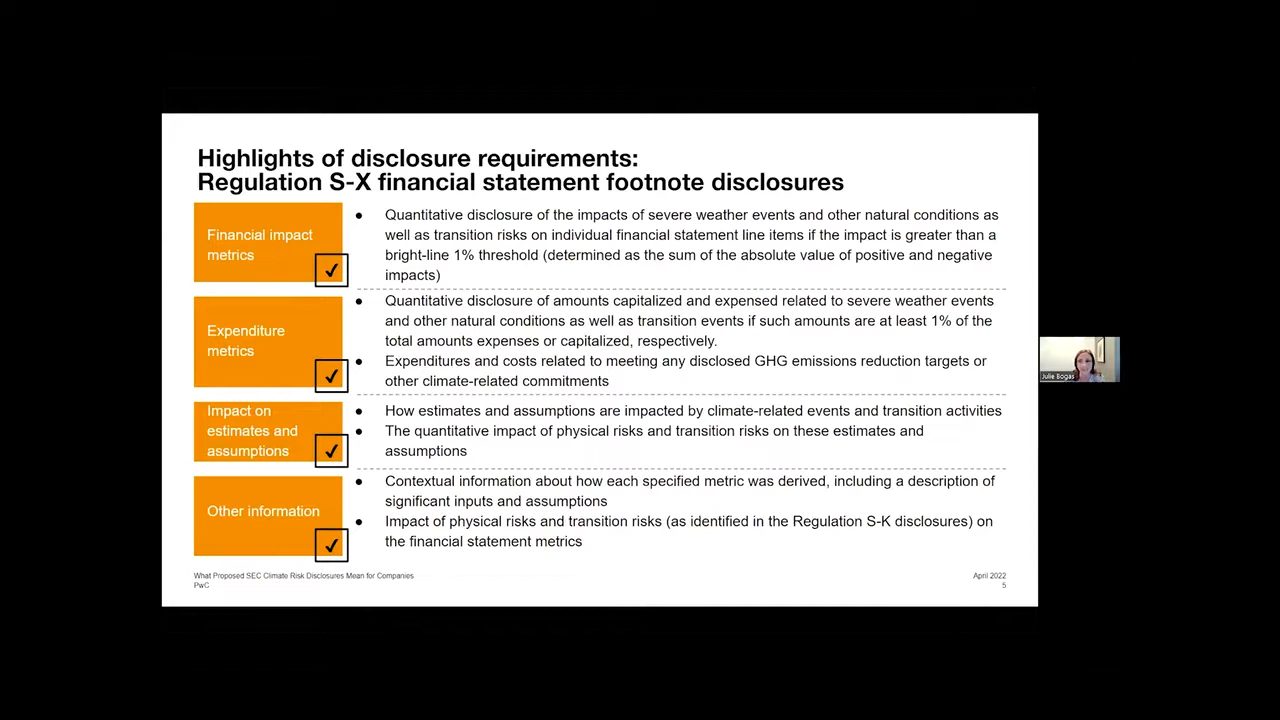 Highlights of disclosure requirements:
Regulation S-X financial statement footnote disclosures
Financial impact
metrics
● Quantitative disclosure of the impacts of severe weather events and other natural conditions as
well as transition risks on individual financial statement line items if the impact is greater than a
bright-line 1% threshold (determined as the sum of the absolute value of positive and negative
impacts)
Expenditure
metrics
● Quantitative disclosure of amounts capitalized and expensed related to severe weather events
and other natural conditions as well as transition events if such amounts are at least 1% of the
total amounts expenses or capitalized, respectively.
● Expenditures and costs related to meeting any disclosed GHG emissions reduction targets or
other climate-related commitments
Impact on
estimates and
assumptions
● How estimates and assumptions are impacted by climate-related events and transition activities
● The quantitative impact of physical risks and transition risks on these estimates and
assumptions
Other information
● Contextual information about how each specified metric was derived, including a description of
significant inputs and assumptions
● Impact of physical risks and transition risks (as identified in the Regulation S-K disclosures) on
the financial statement metrics
What Proposed SEC Climate Risk Disclosures Mean for Companies
PwC
April 2022
5
Julie Bogas